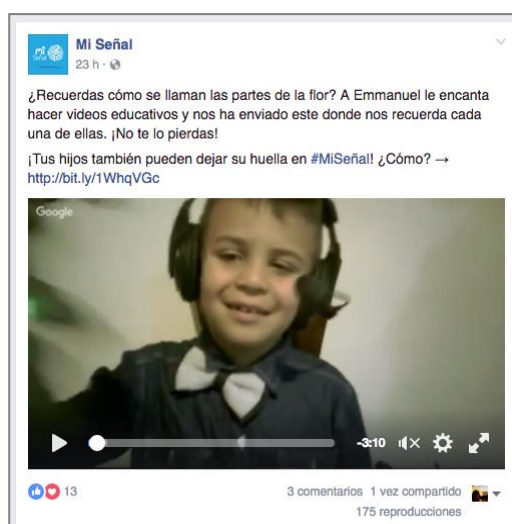 mi
señal
Mi Señal
23 h ·
¿Recuerdas cómo se llaman las partes de la flor? A Emmanuel le encanta
hacer videos educativos y nos ha enviado este donde nos recuerda cada
una de ellas. ¡No te lo pierdas!
¡Tus hijos también pueden dejar su huella en #MiSeñal! ¿Cómo? →
http://bit.ly/1WhqVGc
Google
-3:10
13
3 comentarios 1 vez compartido
175 reproducciones